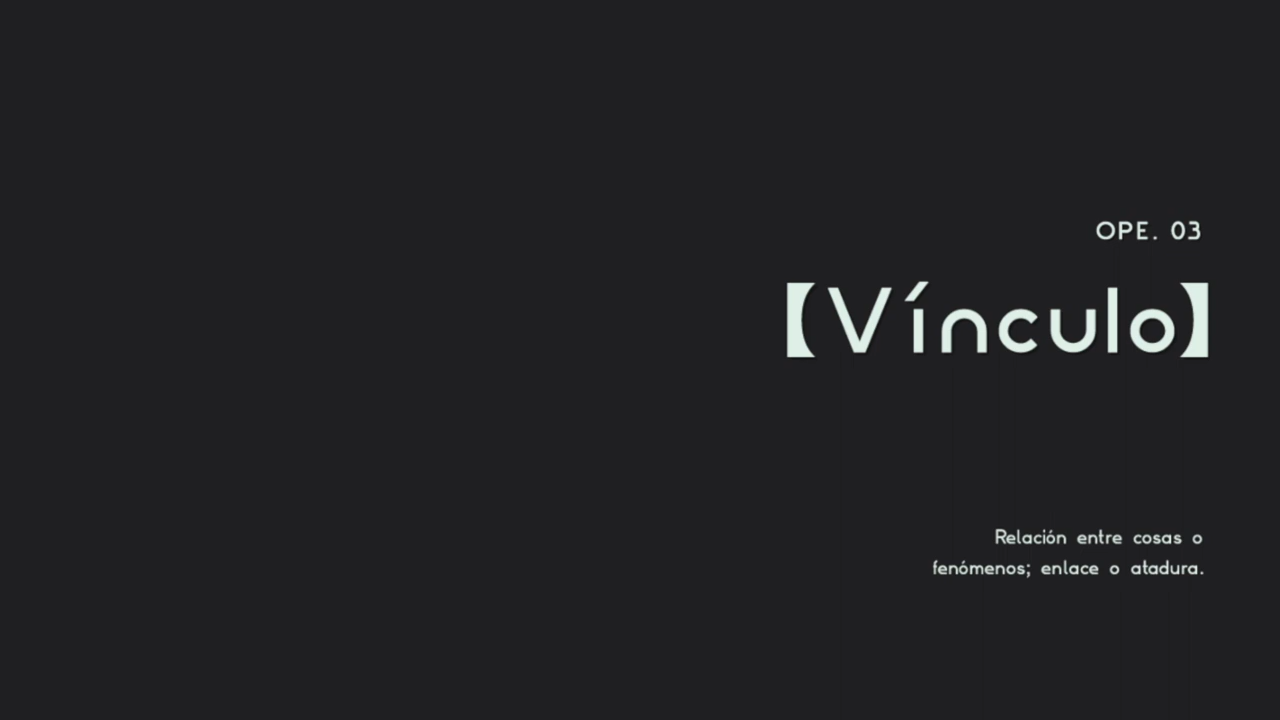 OPE. 03
【Vínculo】
Relación entre cosas o
fenómenos; enlace o atadura.